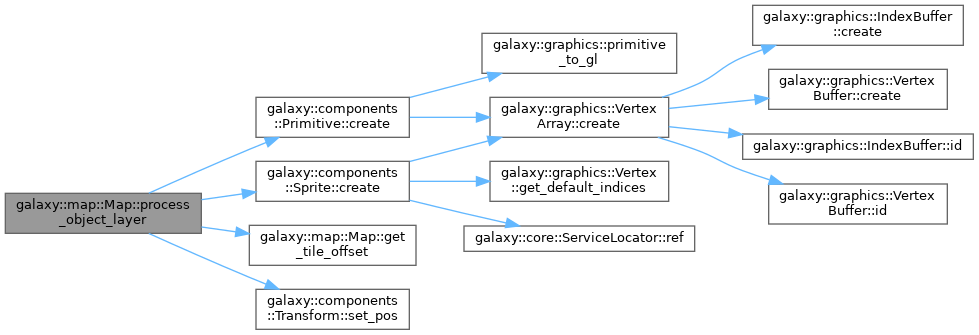 galaxy::map::Map::process
_object_layer
galaxy::components
::Primitive::create
galaxy::components
::Sprite::create
galaxy::map::Map::get
_tile_offset
galaxy::components
::Transform::set_pos
galaxy::graphics::primitive
_to_gl
galaxy::graphics::Vertex
Array::create
galaxy::graphics::Vertex
::get_default_indices
galaxy::core::ServiceLocator::ref
galaxy::graphics::IndexBuffer
::create
galaxy::graphics::Vertex
Buffer::create
galaxy::graphics::IndexBuffer::id
galaxy::graphics::Vertex
Buffer::id